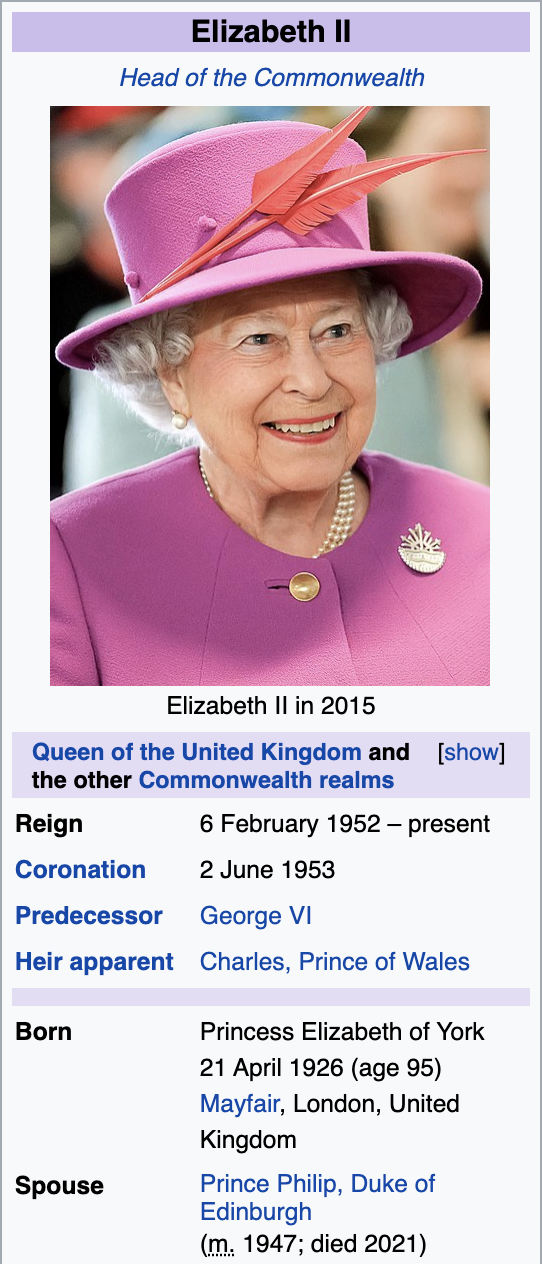 Elizabeth II
Head of the Commonwealth
Elizabeth II in 2015
Queen of the United Kingdom and [show]
the other Commonwealth realms
Reign 6 February 1952 – present
Coronation 2 June 1953
Predecessor George VI
Heir apparent Charles, Prince of Wales
Born Princess Elizabeth of York
21 April 1926 (age 95)
Mayfair, London, United
Kingdom
Spouse Prince Philip, Duke of
Edinburgh
(m. 1947; died 2021)